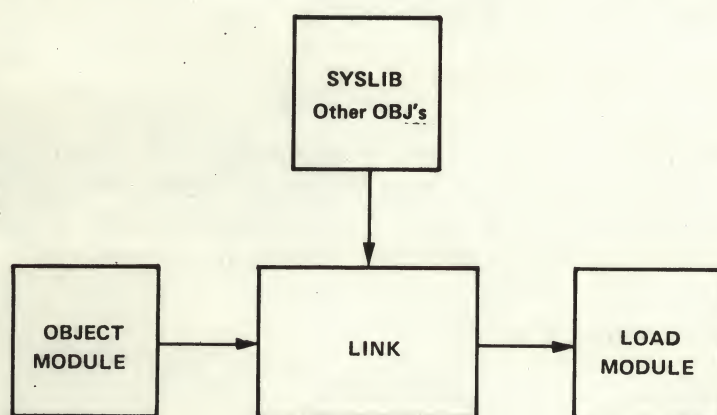 SYSLIB
Other OBJ's
OBJECT
MODULE
LINK
LOAD
MODULE